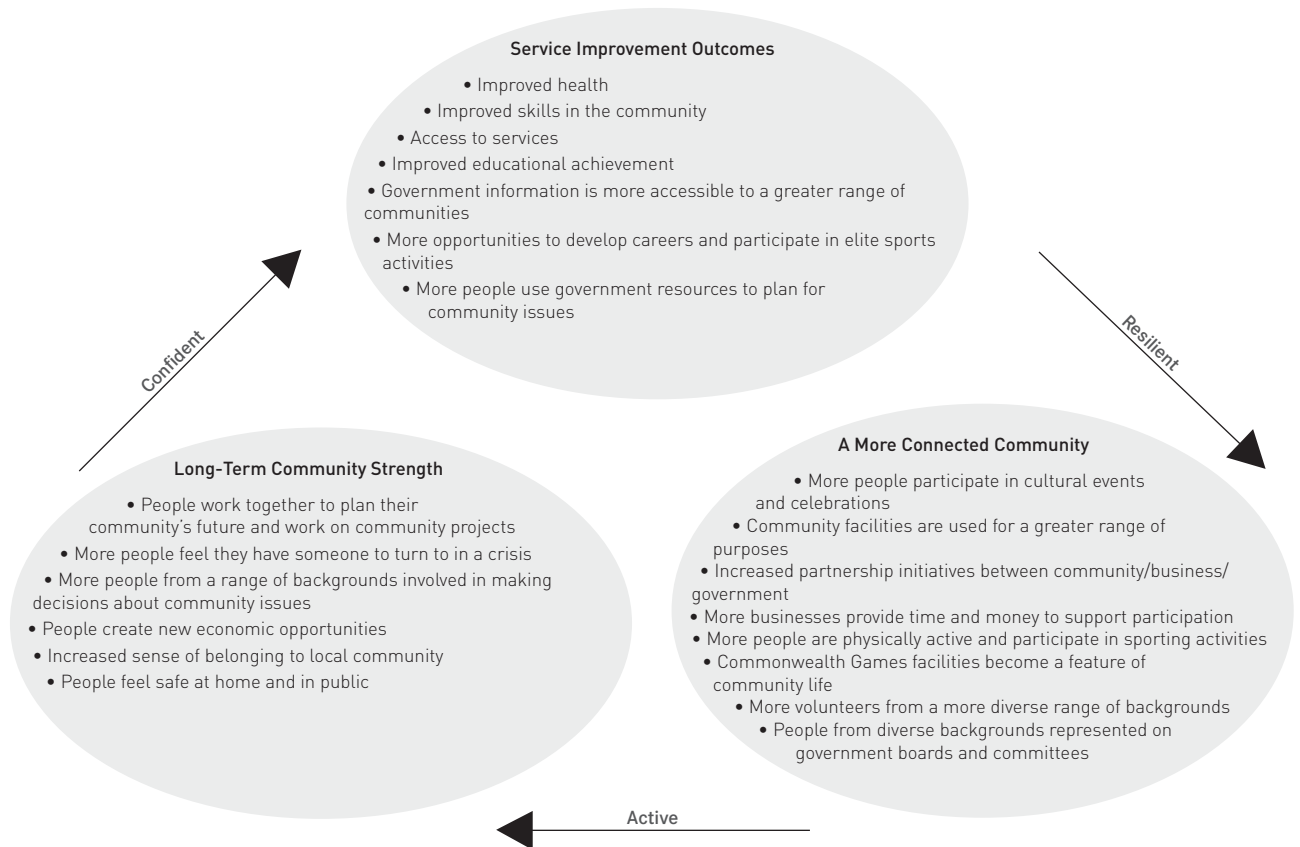 Service Improvement Outcomes
• Improved health
• Improved skills in the community
• Access to services
• Improved educational achievement
• Government information is more accessible to a greater range of
communities
• More opportunities to develop careers and participate in elite sports
activities
• More people use government resources to plan for
community issues
Confident
Resilient
Long-Term Community Strength
• People work together to plan their
community’s future and work on community projects
• More people feel they have someone to turn to in a crisis
• More people from a range of backgrounds involved in making
decisions about community issues
• People create new economic opportunities
• Increased sense of belonging to local community
• People feel safe at home and in public
A More Connected Community
• More people participate in cultural events
and celebrations
• Community facilities are used for a greater range of
purposes
• Increased partnership initiatives between community/business/
government
• More businesses provide time and money to support participation
• More people are physically active and participate in sporting activities
• Commonwealth Games facilities become a feature of
community life
• More volunteers from a more diverse range of backgrounds
• People from diverse backgrounds represented on
government boards and committees
Active